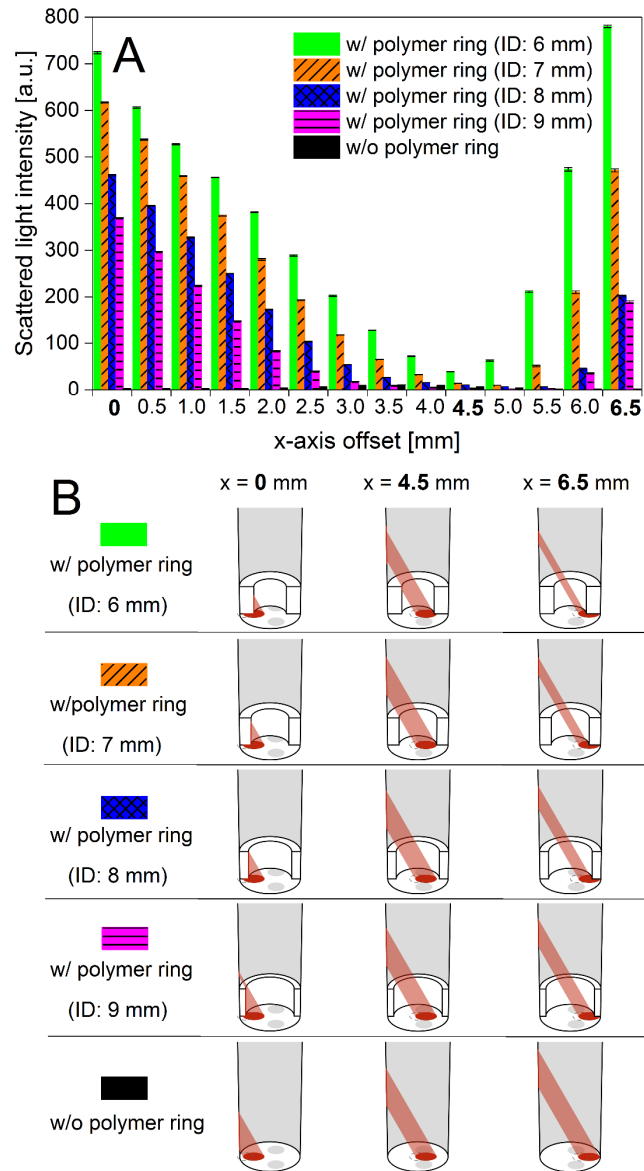 A
Scattered light intensity [a.u.]
800
700
600
500
400
300
200
100
0
w/ polymer ring (ID: 6 mm)
w/ polymer ring (ID: 7 mm)
w/ polymer ring (ID: 8 mm)
w/ polymer ring (ID: 9 mm)
w/o polymer ring
0 0.5 1.0 1.5 2.0 2.5 3.0 3.5 4.0 4.5 5.0 5.5 6.0 6.5
x-axis offset [mm]
B
x = 0 mm x = 4.5 mm x = 6.5 mm
w/ polymer ring
(ID: 6 mm)
w/polymer ring
(ID: 7 mm)
w/ polymer ring
(ID: 8 mm)
w/ polymer ring
(ID: 9 mm)
w/o polymer ring